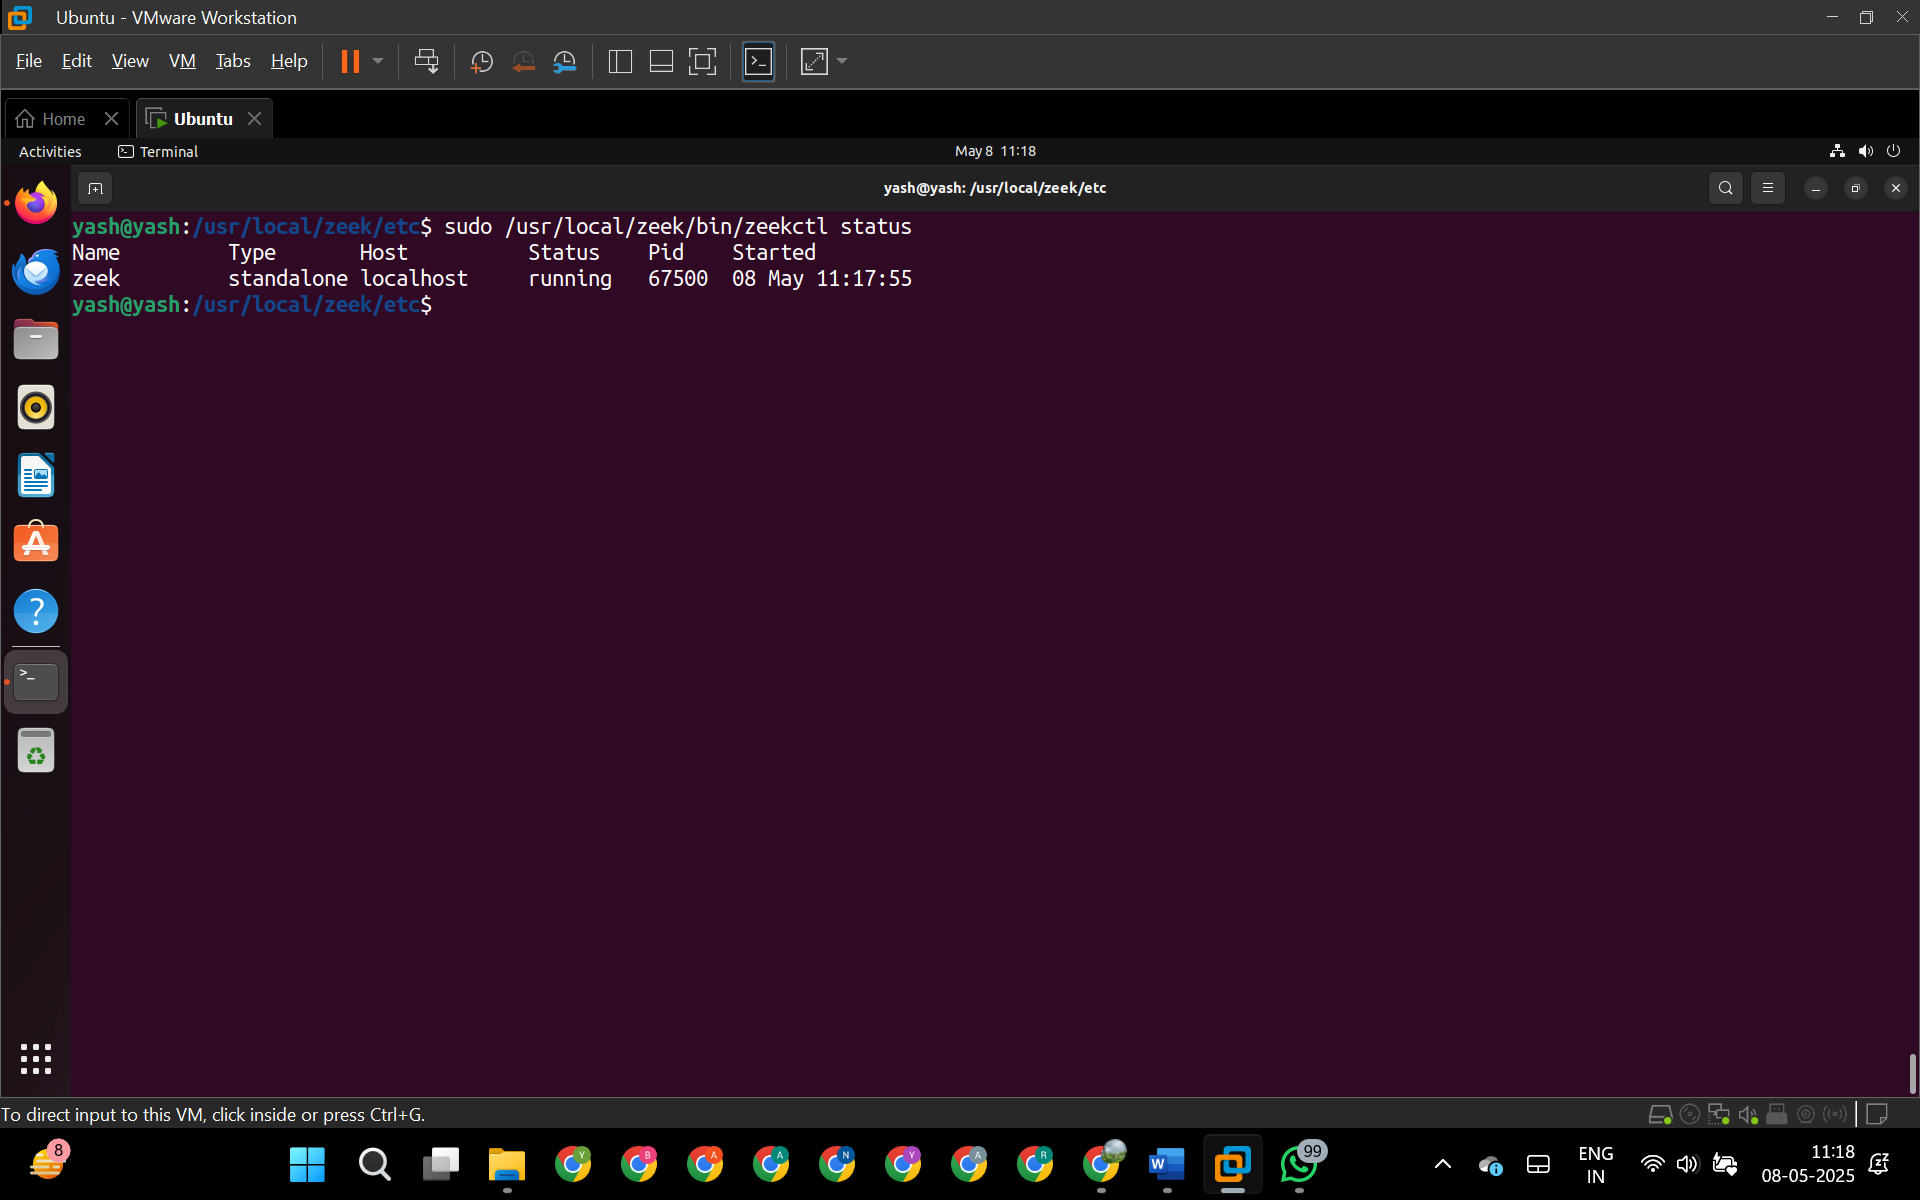 Ubuntu - VMware Workstation
File Edit View VM Tabs Help
Home Ubuntu
Activities Terminal May 8 11:18
yash@yash: /usr/local/zeek/etc
yash@yash:/usr/local/zeek/etc$ sudo /usr/local/zeek/bin/zeekctl status
Name Type Host Status Pid Started
zeek standalone localhost running 67500 08 May 11:17:55
yash@yash:/usr/local/zeek/etc$
To direct input to this VM, click inside or press Ctrl+G.
8 Y B A A N Y A R W 99
ENG
IN
11:18
08-05-2025